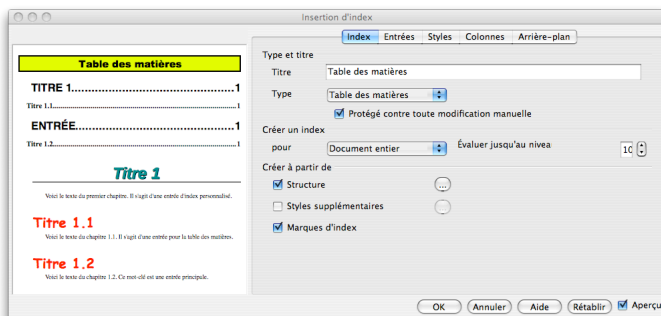 Insertion d'index
Index Entrées Styles Colonnes Arrière-plan
Table des matières
TITRE 1..........................................1
Titre 1.1..........................................1
ENTRÉE..........................................1
Titre 1.2..........................................1
Titre 1
Voici le texte du premier chapitre. Il s'agit d'une entrée d'index personnalisé.
Titre 1.1
Voici le texte du chapitre 1.1. Il s'agit d'une entrée pour la table des matières.
Titre 1.2
Voici le texte du chapitre 1.2. Ce mot-clé est une entrée principale.
Type et titre
Titre Table des matières
Type Table des matières
Protégé contre toute modification manuelle
Créer un index
pour Document entier Évaluer jusqu'au nivea 10
Créer à partir de
Structure ...
Styles supplémentaires ...
Marques d'index
OK Annuler Aide Rétablir Aperçu